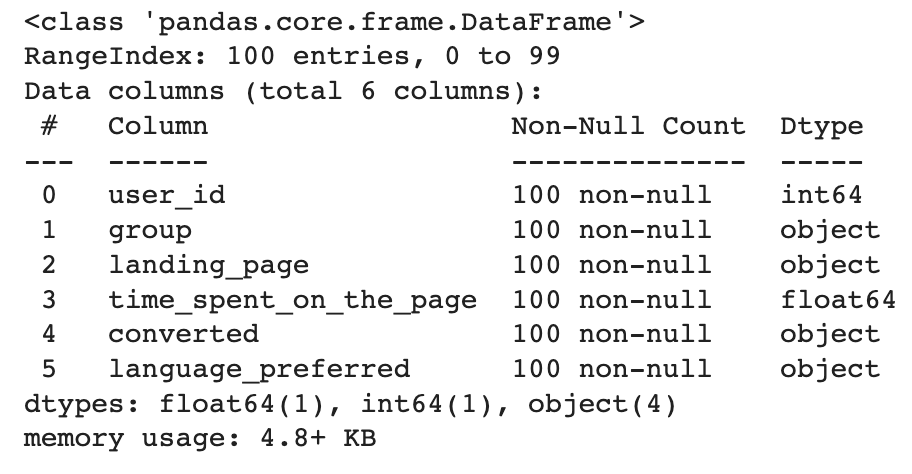 <class 'pandas.core.frame.DataFrame'>
RangeIndex: 100 entries, 0 to 99
Data columns (total 6 columns):
 #   Column                  Non-Null Count  Dtype
---  ------                  --------------  -----
 0   user_id                 100 non-null    int64
 1   group                   100 non-null    object
 2   landing_page            100 non-null    object
 3   time_spent_on_the_page  100 non-null    float64
 4   converted               100 non-null    object
 5   language_preferred      100 non-null    object
dtypes: float64(1), int64(1), object(4)
memory usage: 4.8+ KB